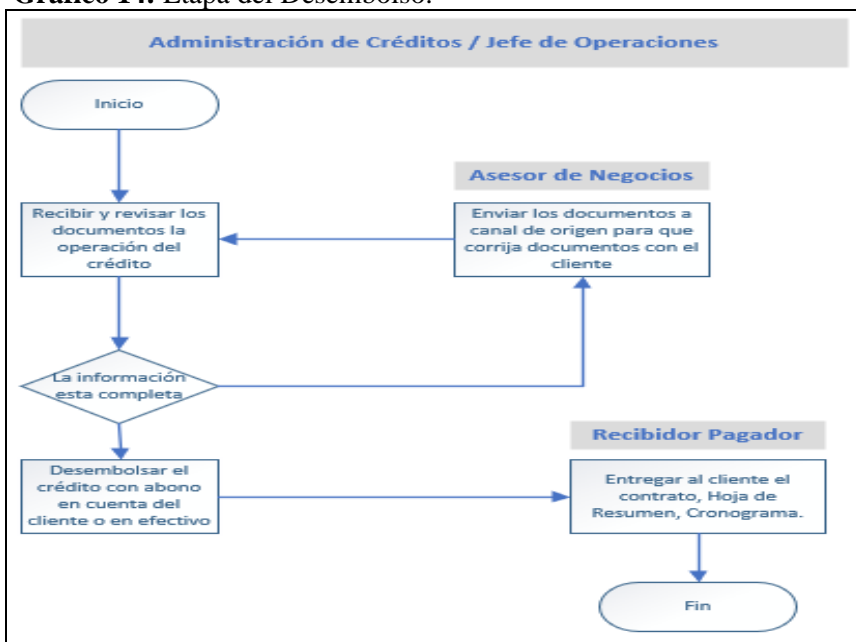 Gráfico 14. Etapa del Desembolso.
Administración de Créditos / Jefe de Operaciones
Inicio
Asesor de Negocios
Recibir y revisar los
documentos la
operación del
crédito
Enviar los documentos a
canal de origen para que
corrija documentos con el
cliente
La información
esta completa
Recibidor Pagador
Desembolsar el
crédito con abono
en cuenta del
cliente o en efectivo
Entregar al cliente el
contrato, Hoja de
Resumen, Cronograma.
Fin